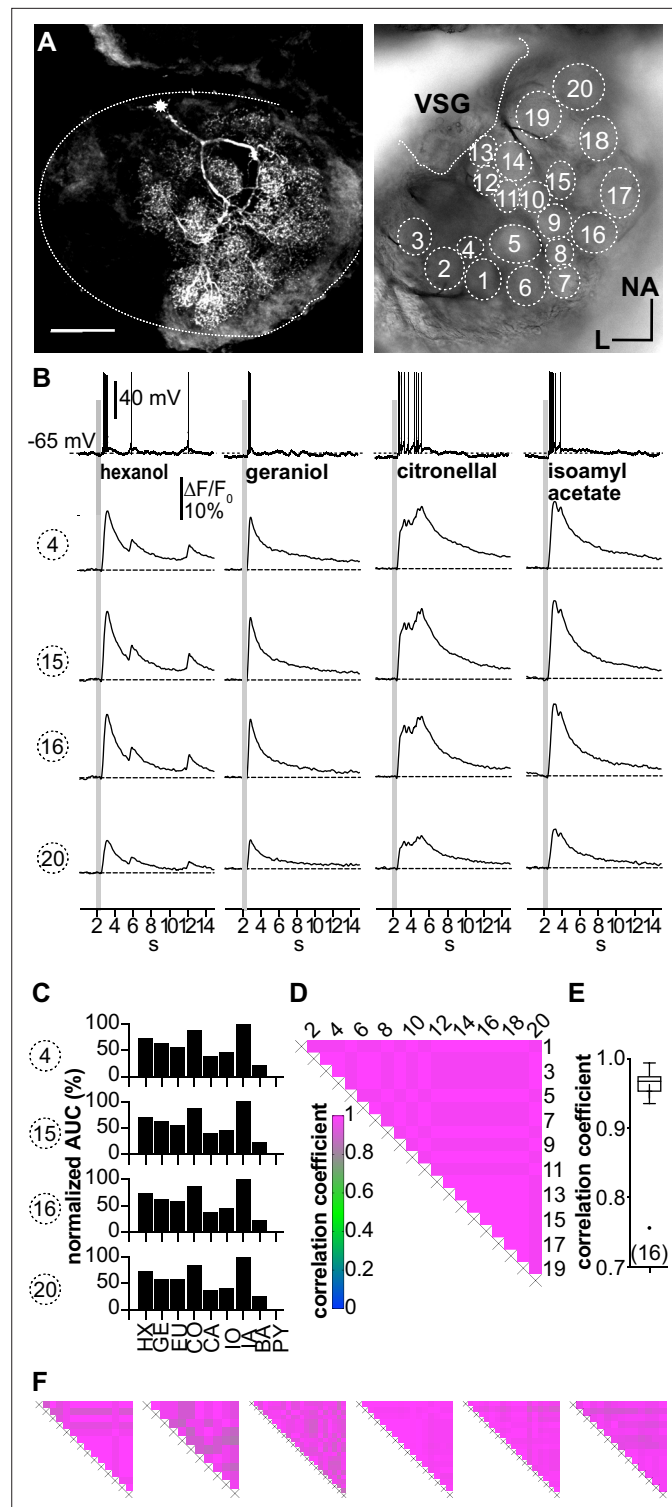 A
VSG
20
19
18
13
14
12
15
17
11
10
9
16
3
4
5
8
2
1
6
7
NA
L
B
40 mV
-65 mV
hexanol
geraniol
citronellal
isoamyl
acetate
ΔF/F0
10%
4
15
16
20
2 4 6 8 10 12 14
2 4 6 8 10 12 14
2 4 6 8 10 12 14
2 4 6 8 10 12 14
s
s
s
s
C
normalized AUC (%)
4
100
50
0
15
100
50
0
16
100
50
0
20
100
50
0
HX
GE
EU
CO
CA
IO
IA
BA
PY
D
2 4 6 8 10 12 14 16 18 20
1
3
5
7
9
11
13
15
17
19
correlation coefficient
1
0.8
0.6
0.4
0.2
0
E
correlation coefficient
1.0
0.9
0.8
0.7
(16)
F